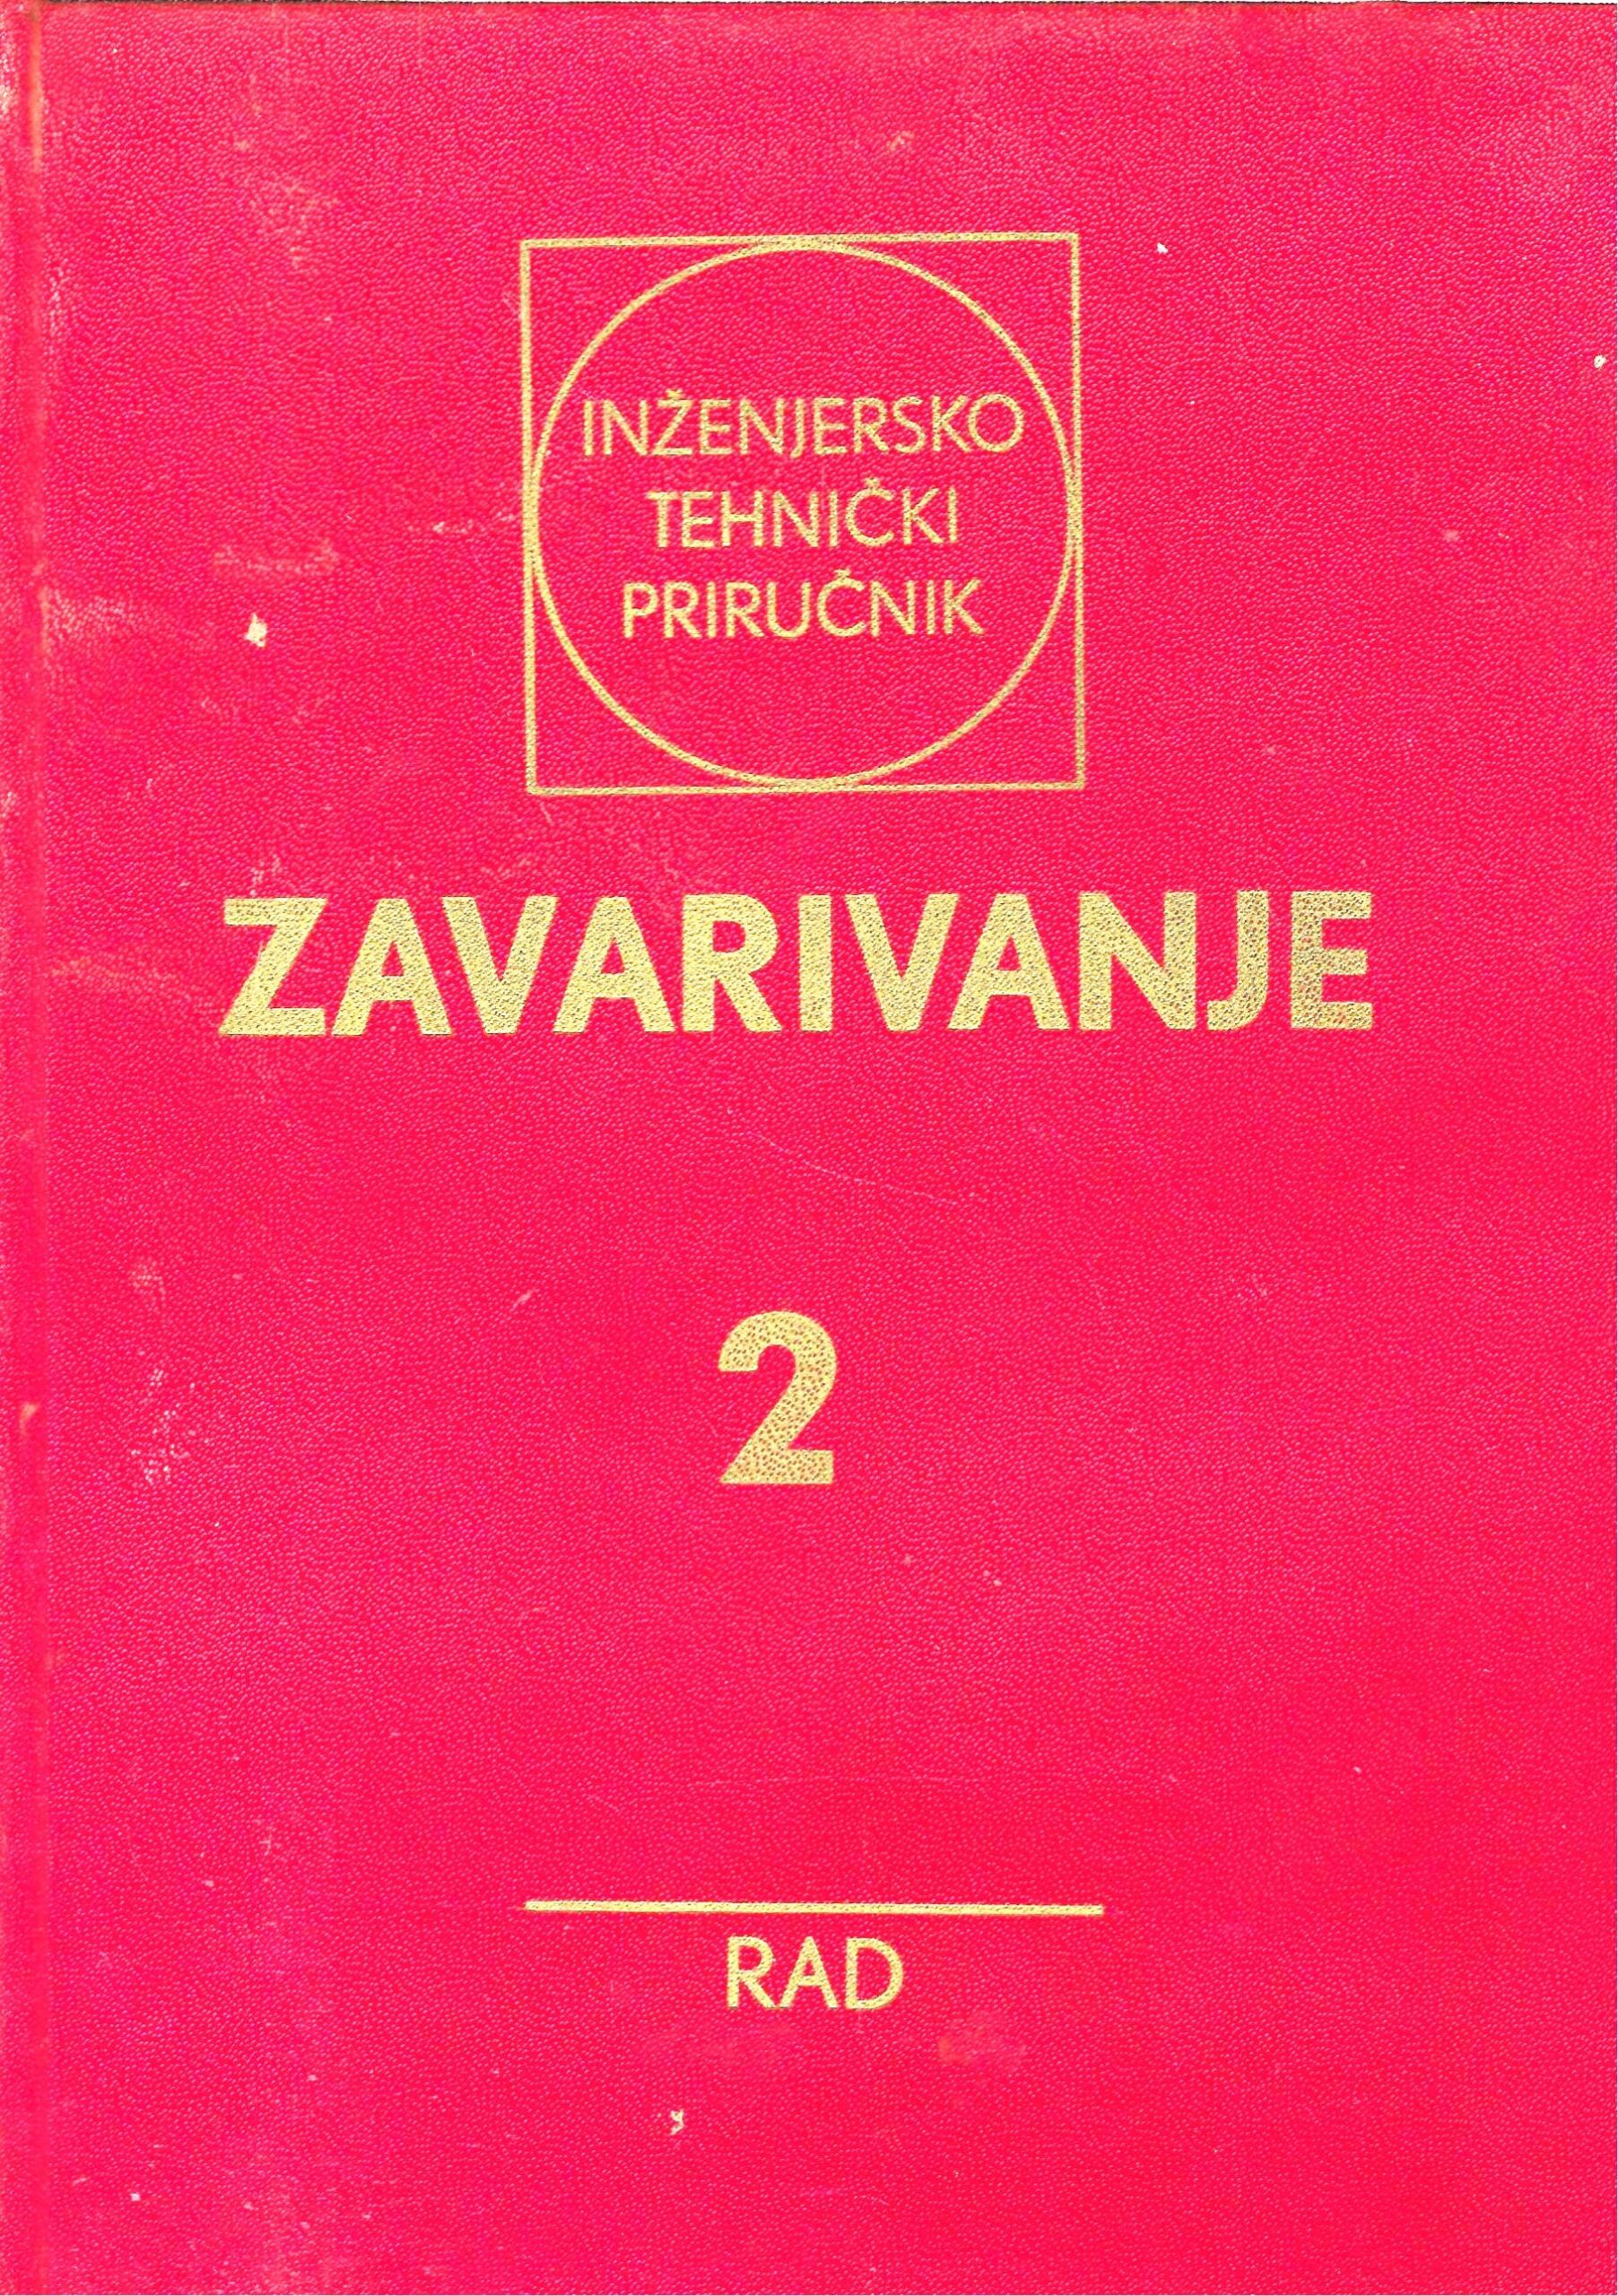 INŽENJERSKO
TEHNIČKI
PRIRUČNIK
ZAVARIVANJE
2
RAD